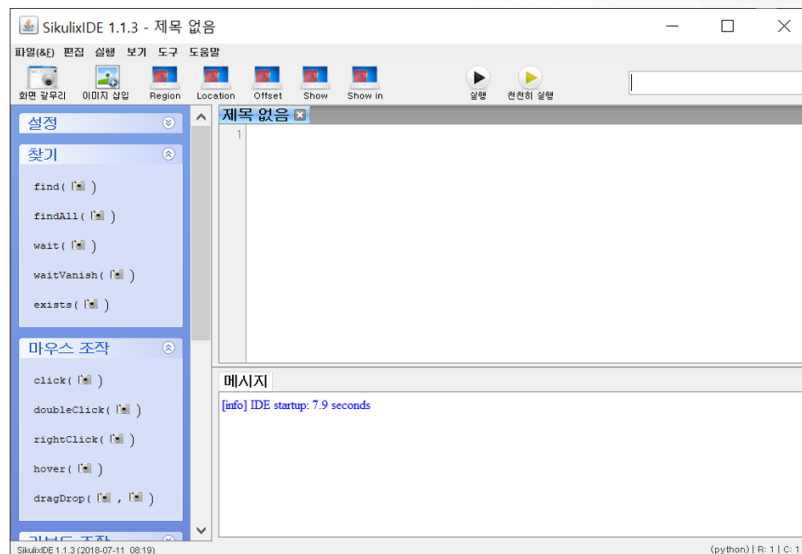 SikulixIDE 1.1.3 - 제목 없음
파일(&F) 편집 실행 보기 도구 도움말
화면 갈무리 이미지 삽입 Region Location Offset Show Show in 실행 천천히 실행
설정
제목 없음
1
찾기
find( )
findAll( )
wait( )
waitVanish( )
exists( )
마우스 조작
click( )
doubleClick( )
rightClick( )
hover( )
dragDrop( , )
메시지
[info] IDE startup: 7.9 seconds
SikulixIDE 1.1.3 (2018-07-11 08:19)
(python) | R: 1 | C: 1